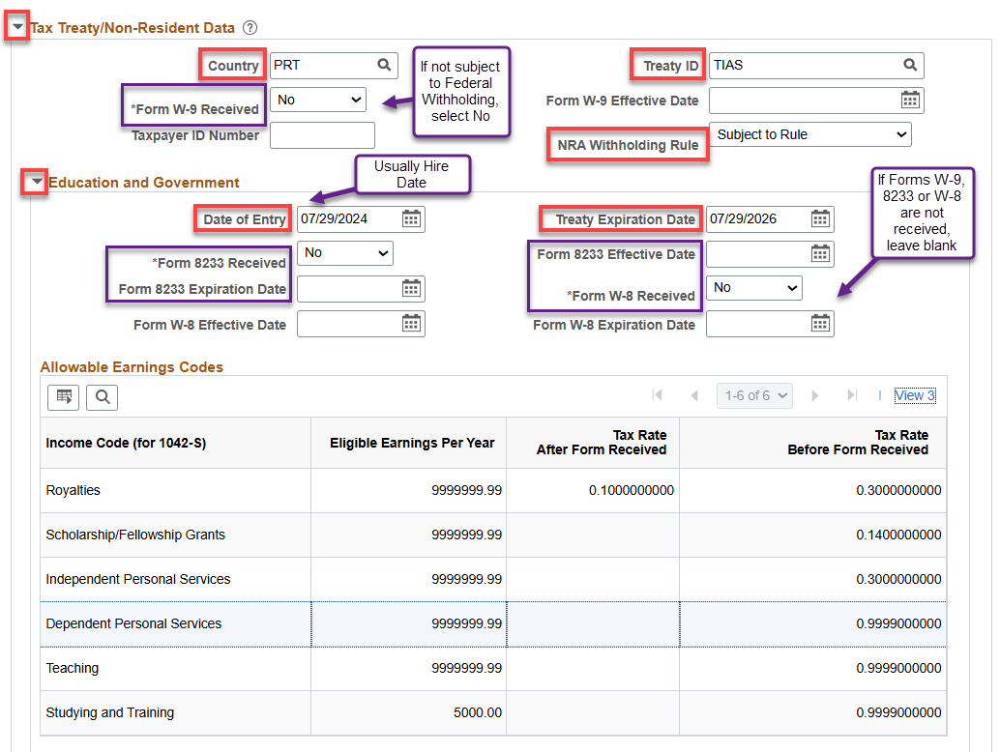 Tax Treaty/Non-Resident Data ?
Country PRT
If not subject
to Federal
Withholding,
select No
Treaty ID TIAS
*Form W-9 Received No
Form W-9 Effective Date
Taxpayer ID Number
NRA Withholding Rule Subject to Rule
Education and Government
Usually Hire
Date
If Forms W-9,
8233 or W-8
are not
received,
leave blank
Date of Entry 07/29/2024
Treaty Expiration Date 07/29/2026
*Form 8233 Received No
Form 8233 Effective Date
Form 8233 Expiration Date
*Form W-8 Received No
Form W-8 Effective Date
Form W-8 Expiration Date
Allowable Earnings Codes
1-6 of 6 | View 3
Income Code (for 1042-S) Eligible Earnings Per Year Tax Rate After Form Received Tax Rate Before Form Received
Royalties 9999999.99 0.1000000000 0.3000000000
Scholarship/Fellowship Grants 9999999.99 0.1400000000
Independent Personal Services 9999999.99 0.3000000000
Dependent Personal Services 9999999.99 0.9999000000
Teaching 9999999.99 0.9999000000
Studying and Training 5000.00 0.9999000000